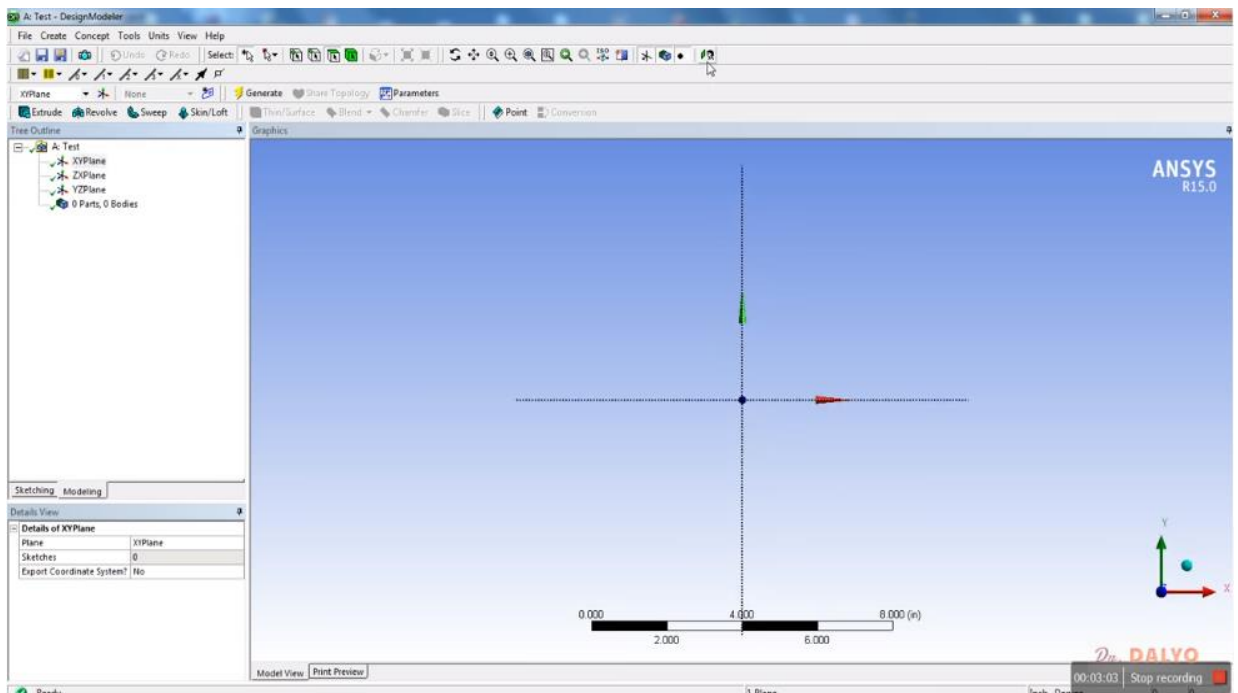 A: Test - DesignModeler
File Create Concept Tools Units View Help
Undo Redo Select:
XYPlane None Generate Share Topology Parameters
Extrude Revolve Sweep Skin/Loft Thin/Surface Blend Chamfer Slice Point Conversion
Tree Outline
A: Test
XYPlane
ZXPlane
YZPlane
0 Parts, 0 Bodies
Sketching Modeling
Details View
Details of XYPlane
Plane XYPlane
Sketches 0
Export Coordinate System? No
Graphics
ANSYS
R15.0
Y
X
0.000 4.000 8.000 (in)
2.000 6.000
Model View Print Preview
Dr. DALYO
00:03:03 Stop recording
Ready 1 Plane